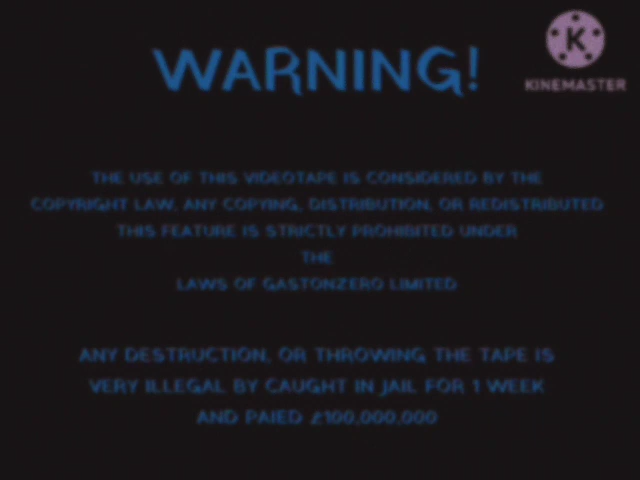 WARNING!
KINEMASTER
THE USE OF THIS VIDEOTAPE IS CONSIDERED BY THE
COPYRIGHT LAW, ANY COPYING, DISTRIBUTION, OR REDISTRIBUTED
THIS FEATURE IS STRICTLY PROHIBITED UNDER
THE
LAWS OF GASTONZERO LIMITED
ANY DESTRUCTION, OR THROWING THE TAPE IS
VERY ILLEGAL BY CAUGHT IN JAIL FOR 1 WEEK
AND PAIED £100,000,000